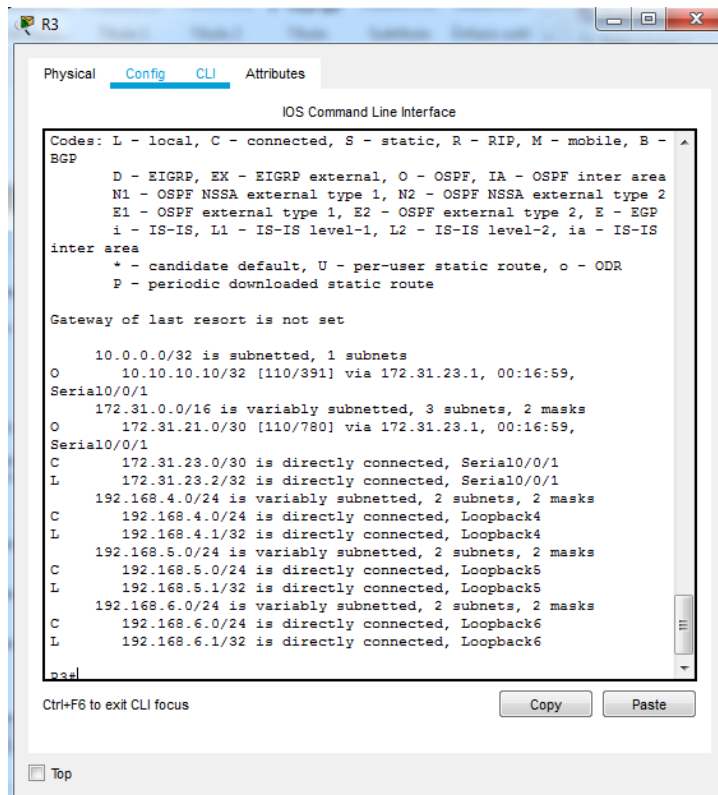 R3
Physical Config CLI Attributes
IOS Command Line Interface
Codes: L - local, C - connected, S - static, R - RIP, M - mobile, B -
BGP
D - EIGRP, EX - EIGRP external, O - OSPF, IA - OSPF inter area
N1 - OSPF NSSA external type 1, N2 - OSPF NSSA external type 2
E1 - OSPF external type 1, E2 - OSPF external type 2, E - EGP
i - IS-IS, L1 - IS-IS level-1, L2 - IS-IS level-2, ia - IS-IS
inter area
* - candidate default, U - per-user static route, o - ODR
P - periodic downloaded static route
Gateway of last resort is not set
10.0.0.0/32 is subnetted, 1 subnets
O 10.10.10.10/32 [110/391] via 172.31.23.1, 00:16:59,
Serial0/0/1
172.31.0.0/16 is variably subnetted, 3 subnets, 2 masks
O 172.31.21.0/30 [110/780] via 172.31.23.1, 00:16:59,
Serial0/0/1
C 172.31.23.0/30 is directly connected, Serial0/0/1
L 172.31.23.2/32 is directly connected, Serial0/0/1
192.168.4.0/24 is variably subnetted, 2 subnets, 2 masks
C 192.168.4.0/24 is directly connected, Loopback4
L 192.168.4.1/32 is directly connected, Loopback4
192.168.5.0/24 is variably subnetted, 2 subnets, 2 masks
C 192.168.5.0/24 is directly connected, Loopback5
L 192.168.5.1/32 is directly connected, Loopback5
192.168.6.0/24 is variably subnetted, 2 subnets, 2 masks
C 192.168.6.0/24 is directly connected, Loopback6
L 192.168.6.1/32 is directly connected, Loopback6
R3#
Ctrl+F6 to exit CLI focus
Copy Paste
Top